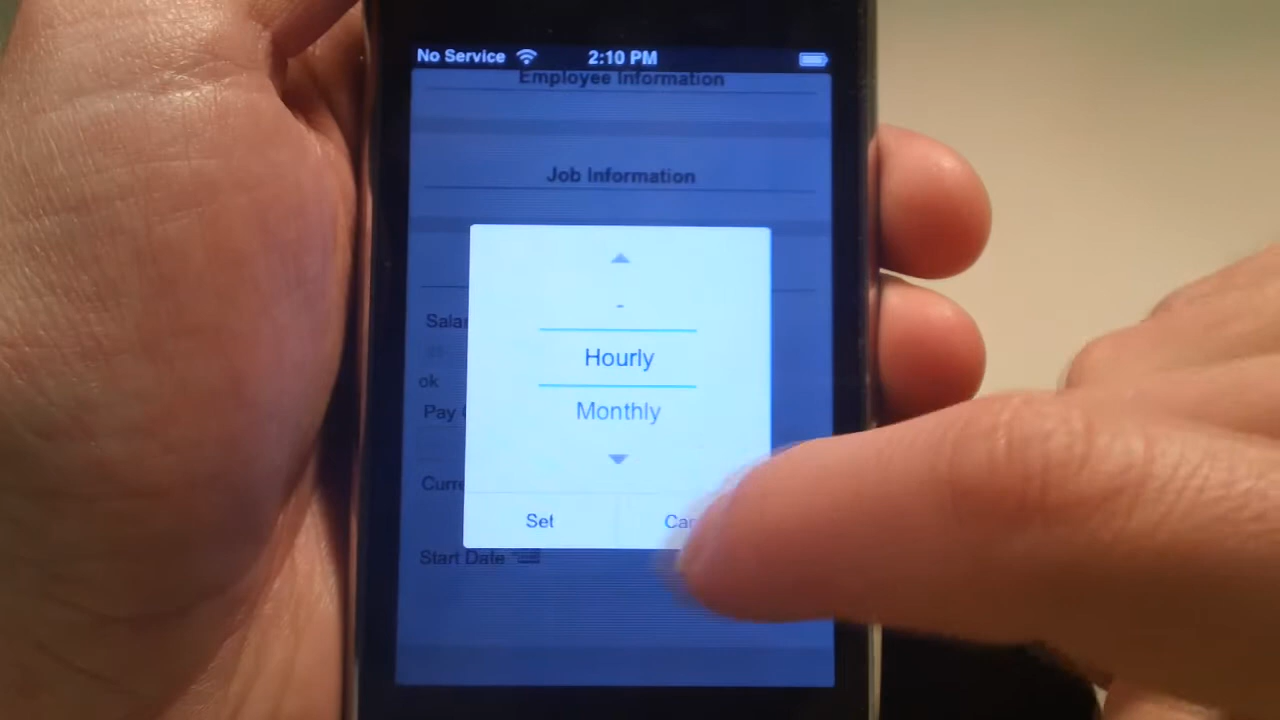 No Service 2:10 PM
Employee Information
Job Information
-
Hourly
Monthly
ok
Pay
Set
Start Date